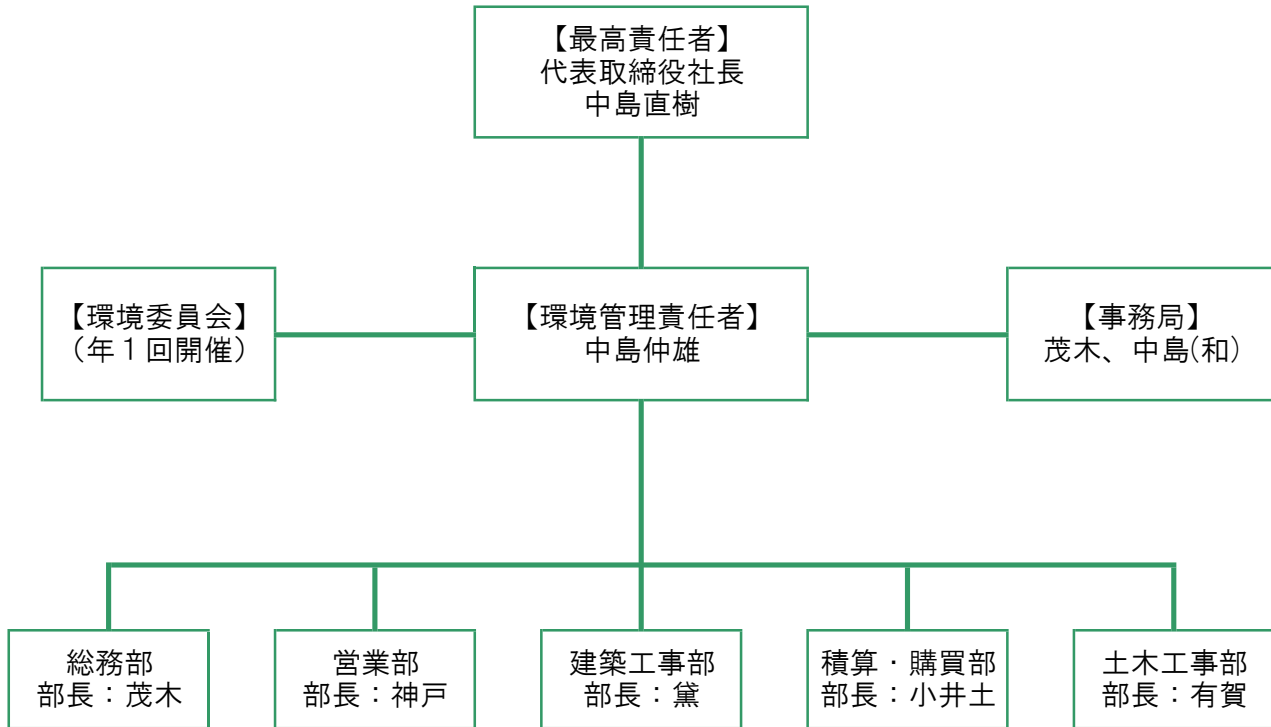 【最高責任者】
代表取締役社長
中島直樹
【環境委員会】
（年１回開催）
【環境管理責任者】
中島仲雄
【事務局】
茂木、中島(和)
総務部
部長：茂木
営業部
部長：神戸
建築工事部
部長：黛
積算・購買部
部長：小井土
土木工事部
部長：有賀